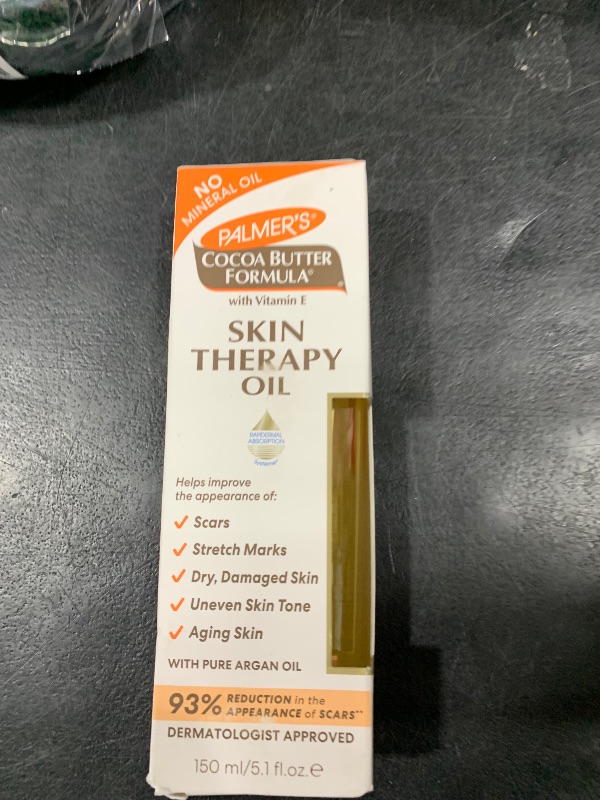 NO
MINERAL OIL
PALMER'S®
COCOA BUTTER
FORMULA®
with Vitamin E
SKIN
THERAPY
OIL
RAPIDERMAL
ABSORPTION
Helps improve
the appearance of:
Scars
Stretch Marks
Dry, Damaged Skin
Uneven Skin Tone
Aging Skin
WITH PURE ARGAN OIL
93% REDUCTION in the
APPEARANCE of SCARS**
DERMATOLOGIST APPROVED
150 ml/5.1 fl.oz.℮